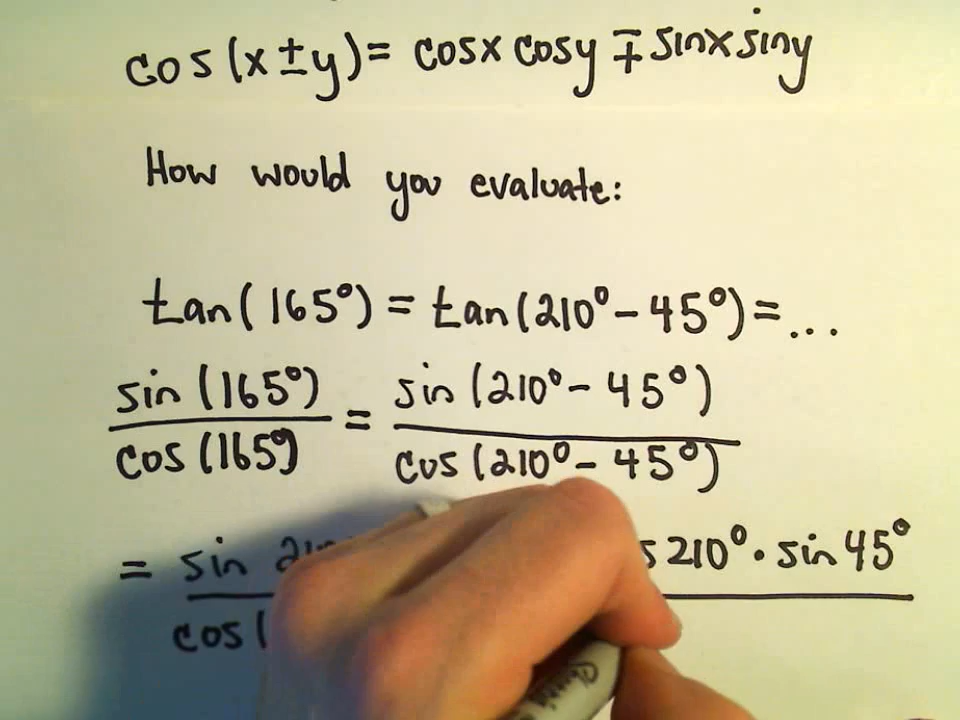 cos(x ± y) = cosx cosy ∓ sinx siny
How would you evaluate:
tan(165°) = tan(210° - 45°) = ...
sin(165°) / cos(165°) = sin(210° - 45°) / cos(210° - 45°)
= sin 210° · sin 45°
cos(